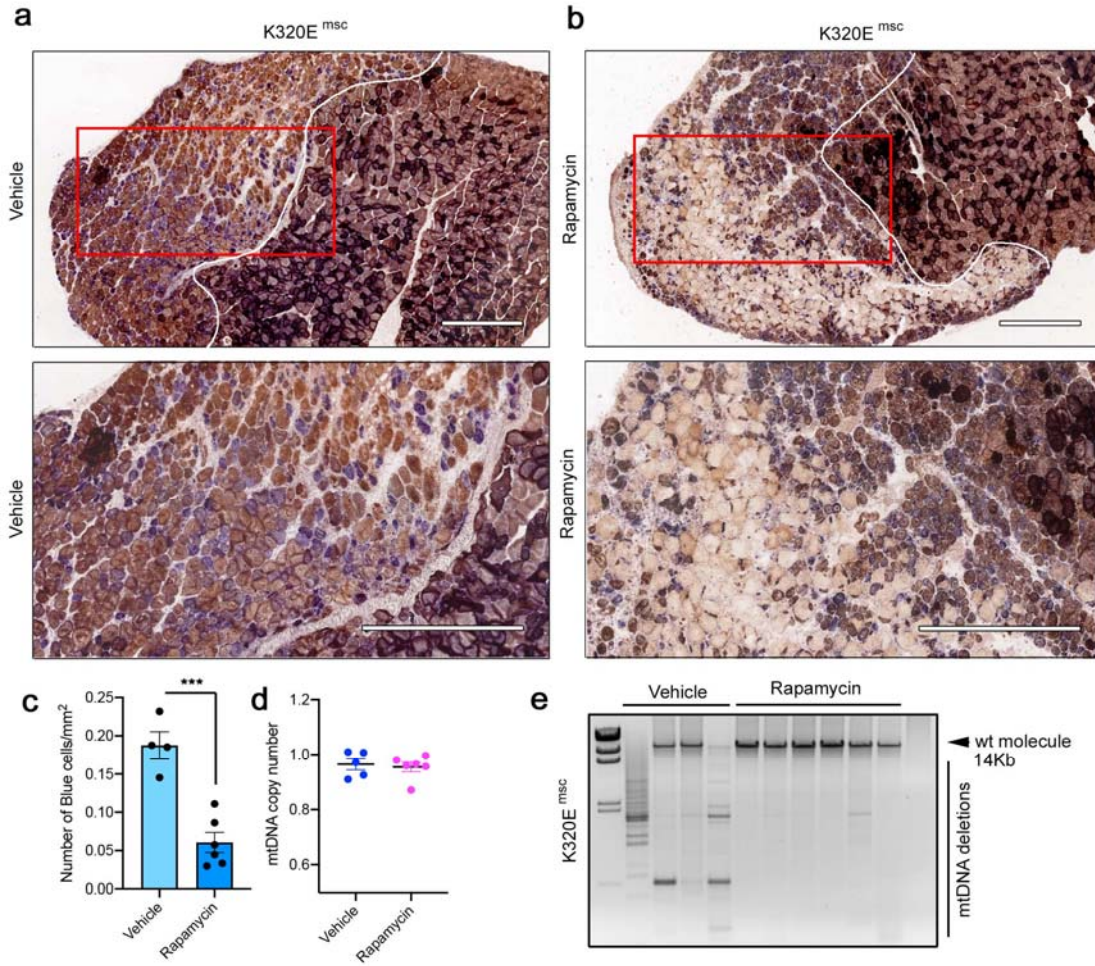 a
K320E msc
Vehicle
Vehicle
b
K320E msc
Rapamycin
Rapamycin
c
Number of Blue cells/mm²
0.25
0.20
0.15
0.10
0.05
0.00
***
Vehicle
Rapamycin
d
mtDNA copy number
1.2
1.0
0.8
0.6
Vehicle
Rapamycin
e
Vehicle
Rapamycin
K320E msc
wt molecule
14Kb
mtDNA deletions